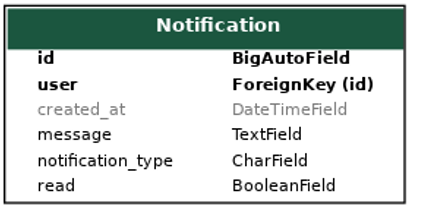 Notification
id BigAutoField
user ForeignKey (id)
created_at DateTimeField
message TextField
notification_type CharField
read BooleanField